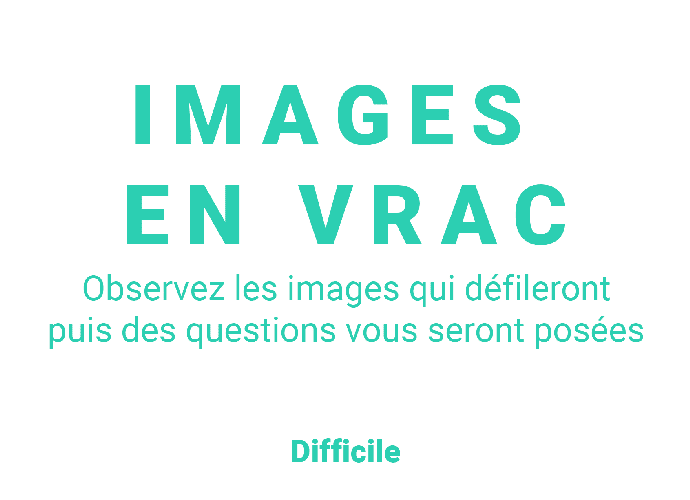 IMAGES
EN VRAC
Observez les images qui défileront
puis des questions vous seront posées
Difficile